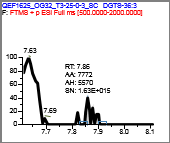 QEF1625_OG32_T3-25-0-3_SC DGT8-36:3
F: FTMS + p ESI Full ms [500.0000-2000.0000]
7.63
100
RT: 7.86
AA: 7772
80
AH: 5570
SN: 1.63E+015
60
40
7.69
20
0
7.7 7.8 7.9 8.0 8.1